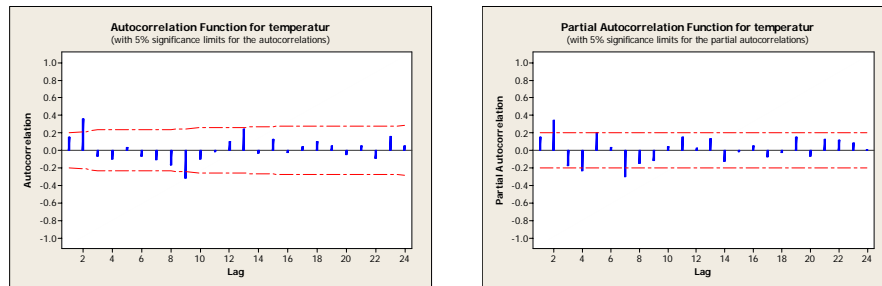 Autocorrelation Function for temperatur
(with 5% significance limits for the autocorrelations)
Autocorrelation
1.0
0.8
0.6
0.4
0.2
0.0
-0.2
-0.4
-0.6
-0.8
-1.0
2 4 6 8 10 12 14 16 18 20 22 24
Lag
Partial Autocorrelation Function for temperatur
(with 5% significance limits for the partial autocorrelations)
Partial Autocorrelation
1.0
0.8
0.6
0.4
0.2
0.0
-0.2
-0.4
-0.6
-0.8
-1.0
2 4 6 8 10 12 14 16 18 20 22 24
Lag